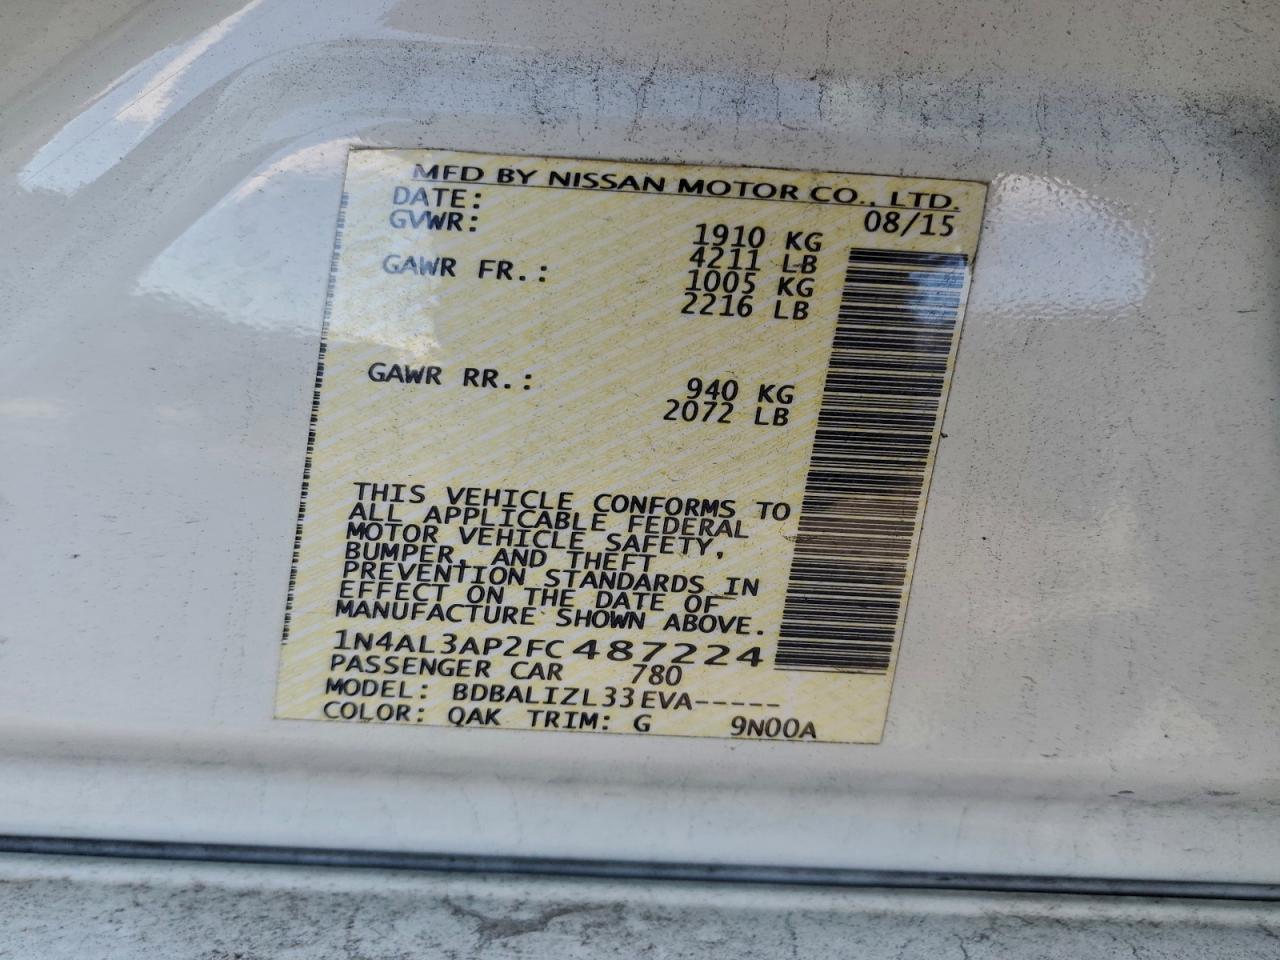 MFD BY NISSAN MOTOR CO., LTD.
DATE: 08/15
GVWR: 1910 KG
4211 LB
GAWR FR.: 1005 KG
2216 LB
GAWR RR.: 940 KG
2072 LB
THIS VEHICLE CONFORMS TO
ALL APPLICABLE FEDERAL
MOTOR VEHICLE SAFETY,
BUMPER, AND THEFT
PREVENTION STANDARDS IN
EFFECT ON THE DATE OF
MANUFACTURE SHOWN ABOVE.
1N4AL3AP2FC487224
PASSENGER CAR 780
MODEL: BDBALIZL33EVA-----
COLOR: QAK TRIM: G 9N00A